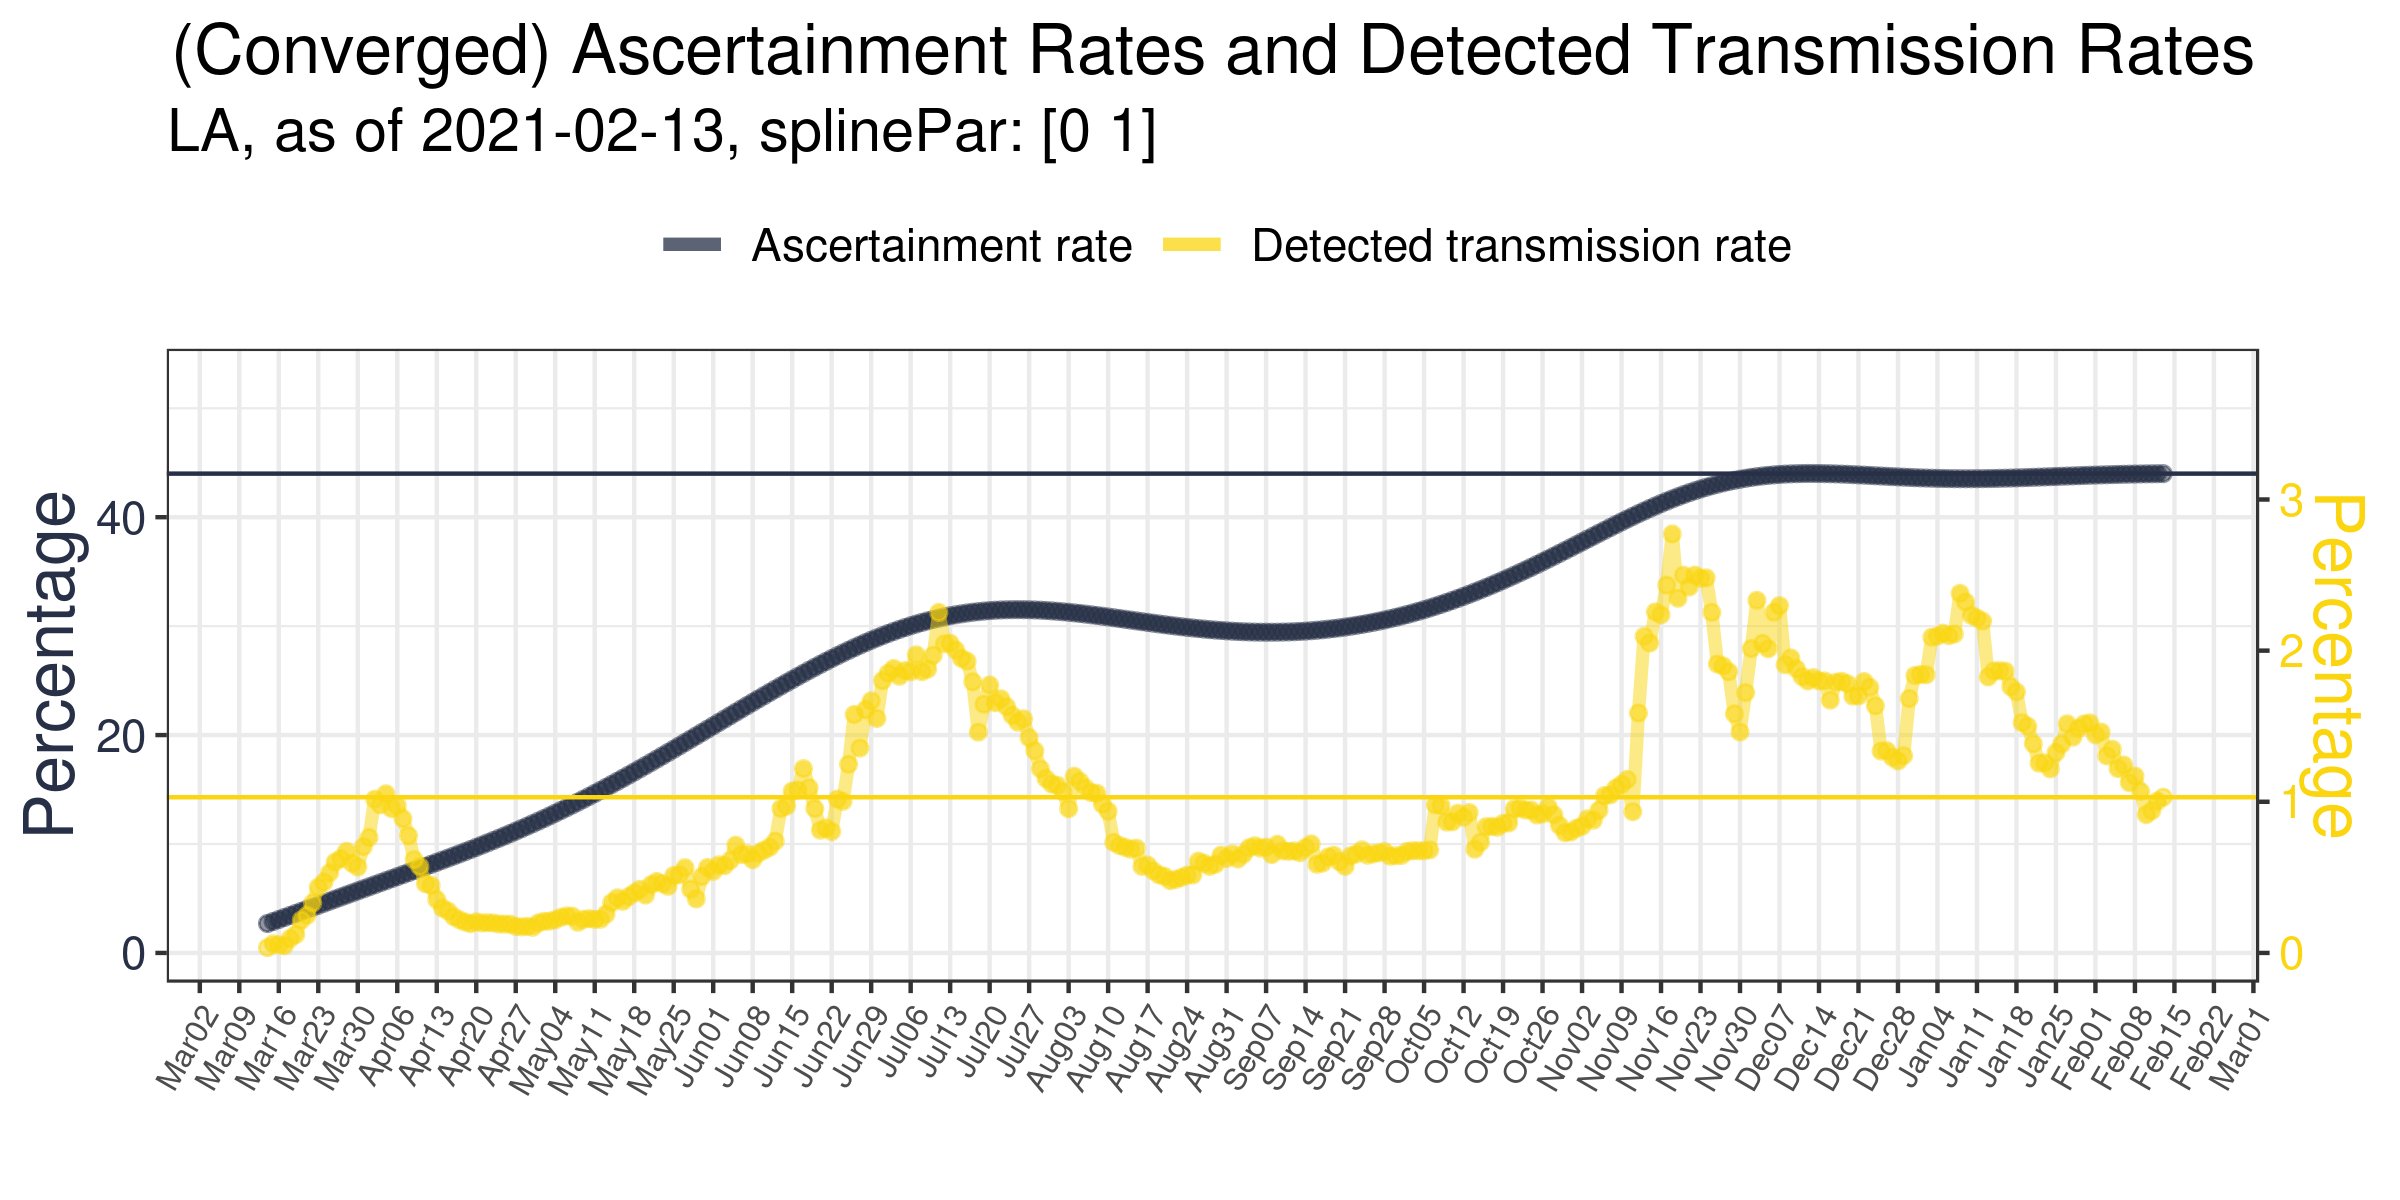 (Converged) Ascertainment Rates and Detected Transmission Rates
LA, as of 2021-02-13, splinePar: [0 1]
Ascertainment rate Detected transmission rate
Percentage
40
20
0
3
2
1
0
Percentage
Mar02 Mar09 Mar16 Mar23 Mar30 Apr06 Apr13 Apr20 Apr27 May04 May11 May18 May25 Jun01 Jun08 Jun15 Jun22 Jun29 Jul06 Jul13 Jul20 Jul27 Aug03 Aug10 Aug17 Aug24 Aug31 Sep07 Sep14 Sep21 Sep28 Oct05 Oct12 Oct19 Oct26 Nov02 Nov09 Nov16 Nov23 Nov30 Dec07 Dec14 Dec21 Dec28 Jan04 Jan11 Jan18 Jan25 Feb01 Feb08 Feb15 Feb22 Mar01